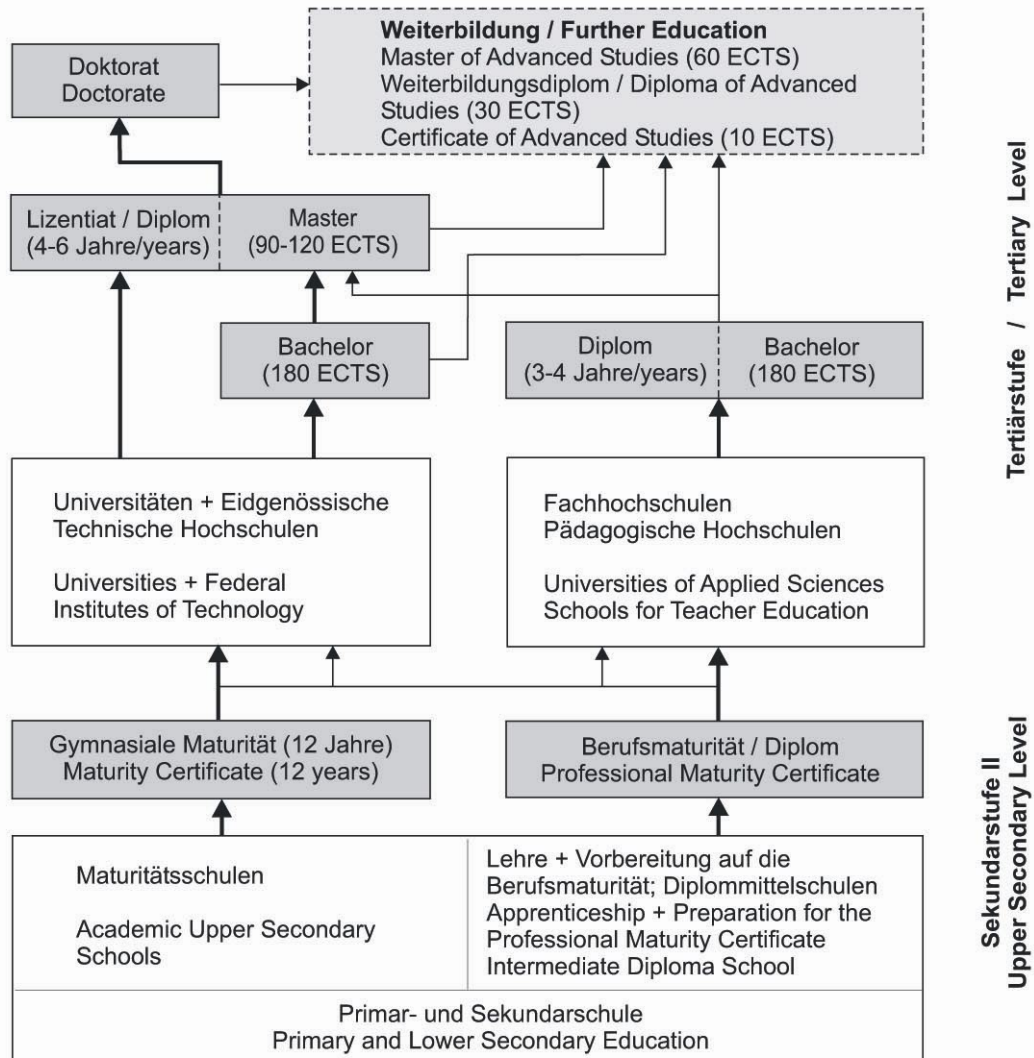 Weiterbildung / Further Education
Master of Advanced Studies (60 ECTS)
Weiterbildungsdiplom / Diploma of Advanced
Studies (30 ECTS)
Certificate of Advanced Studies (10 ECTS)
Doktorat
Doctorate
Lizentiat / Diplom
(4-6 Jahre/years)
Master
(90-120 ECTS)
Bachelor
(180 ECTS)
Diplom
(3-4 Jahre/years)
Bachelor
(180 ECTS)
Tertiärstufe / Tertiary Level
Universitäten + Eidgenössische
Technische Hochschulen
Universities + Federal
Institutes of Technology
Fachhochschulen
Pädagogische Hochschulen
Universities of Applied Sciences
Schools for Teacher Education
Gymnasiale Maturität (12 Jahre)
Maturity Certificate (12 years)
Berufsmaturität / Diplom
Professional Maturity Certificate
Maturitätsschulen
Academic Upper Secondary
Schools
Lehre + Vorbereitung auf die
Berufsmaturität; Diplommittelschulen
Apprenticeship + Preparation for the
Professional Maturity Certificate
Intermediate Diploma School
Primar- und Sekundarschule
Primary and Lower Secondary Education
Sekundarstufe II
Upper Secondary Level